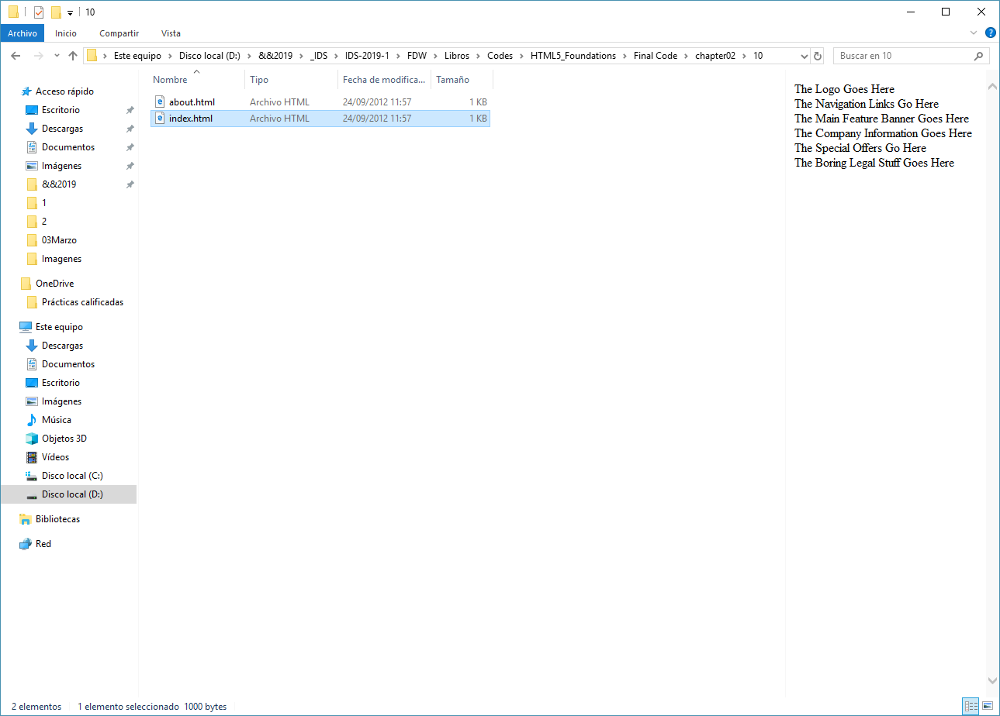 10
Archivo Inicio Compartir Vista
Este equipo Disco local (D:) &&2019 _IDS IDS-2019-1 FDW Libros Codes HTML5_Foundations Final Code chapter02 10 Buscar en 10
Acceso rápido
Escritorio
Descargas
Documentos
Imágenes
&&2019
1
2
03Marzo
Imagenes
OneDrive
Prácticas calificadas
Este equipo
Descargas
Documentos
Escritorio
Imágenes
Música
Objetos 3D
Vídeos
Disco local (C:)
Disco local (D:)
Bibliotecas
Red
Nombre Tipo Fecha de modifica... Tamaño
about.html Archivo HTML 24/09/2012 11:57 1 KB
index.html Archivo HTML 24/09/2012 11:57 1 KB
The Logo Goes Here
The Navigation Links Go Here
The Main Feature Banner Goes Here
The Company Information Goes Here
The Special Offers Go Here
The Boring Legal Stuff Goes Here
2 elementos 1 elemento seleccionado 1000 bytes